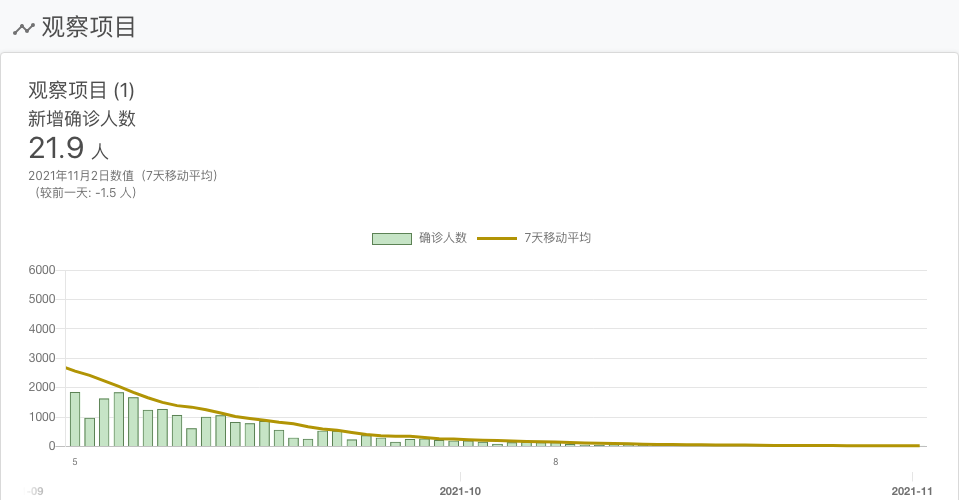 观察项目
观察项目 (1)
新增确诊人数
21.9 人
2021年11月2日数值（7天移动平均）
（较前一天: -1.5 人）
确诊人数 7天移动平均
6000
5000
4000
3000
2000
1000
0
5 8
-09 2021-10 2021-11